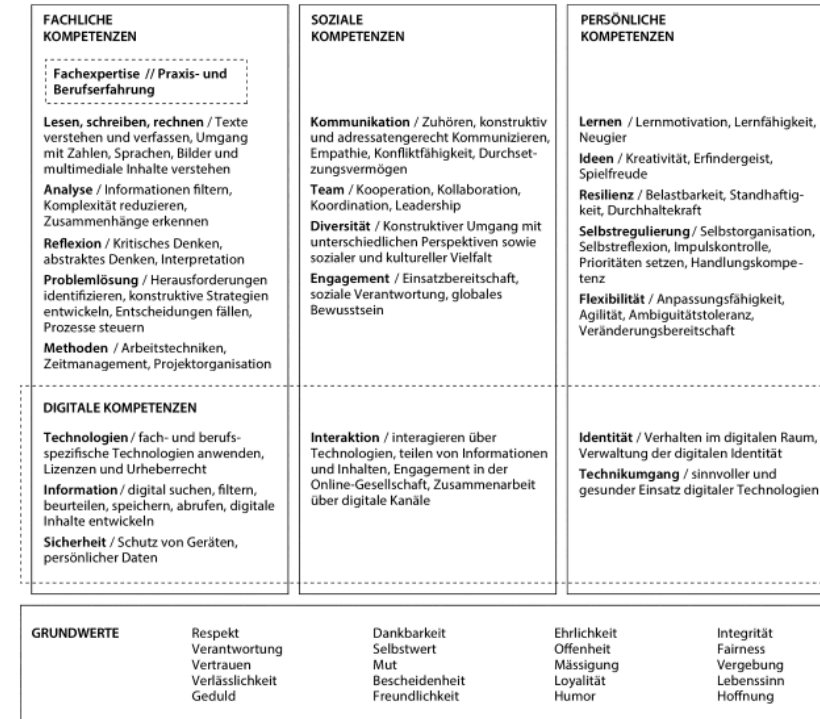 FACHLICHE
KOMPETENZEN
Fachexpertise // Praxis- und
Berufserfahrung
Lesen, schreiben, rechnen / Texte
verstehen und verfassen, Umgang
mit Zahlen, Sprachen, Bilder und
multimediale Inhalte verstehen
Analyse / Informationen filtern,
Komplexität reduzieren,
Zusammenhänge erkennen
Reflexion / Kritisches Denken,
abstraktes Denken, Interpretation
Problemlösung / Herausforderungen
identifizieren, konstruktive Strategien
entwickeln, Entscheidungen fällen,
Prozesse steuern
Methoden / Arbeitstechniken,
Zeitmanagement, Projektorganisation
SOZIALE
KOMPETENZEN
Kommunikation / Zuhören, konstruktiv
und adressatengerecht Kommunizieren,
Empathie, Konfliktfähigkeit, Durchset-
zungsvermögen
Team / Kooperation, Kollaboration,
Koordination, Leadership
Diversität / Konstruktiver Umgang mit
unterschiedlichen Perspektiven sowie
sozialer und kultureller Vielfalt
Engagement / Einsatzbereitschaft,
soziale Verantwortung, globales
Bewusstsein
PERSÖNLICHE
KOMPETENZEN
Lernen / Lernmotivation, Lernfähigkeit,
Neugier
Ideen / Kreativität, Erfindergeist,
Spielfreude
Resilienz / Belastbarkeit, Standhaftig-
keit, Durchhaltekraft
Selbstregulierung / Selbstorganisation,
Selbstreflexion, Impulskontrolle,
Prioritäten setzen, Handlungskompe-
tenz
Flexibilität / Anpassungsfähigkeit,
Agilität, Ambiguitätstoleranz,
Veränderungsbereitschaft
DIGITALE KOMPETENZEN
Technologien / fach- und berufs-
spezifische Technologien anwenden,
Lizenzen und Urheberrecht
Information / digital suchen, filtern,
beurteilen, speichern, abrufen, digitale
Inhalte entwickeln
Sicherheit / Schutz von Geräten,
persönlicher Daten
Interaktion / interagieren über
Technologien, teilen von Informationen
und Inhalten, Engagement in der
Online-Gesellschaft, Zusammenarbeit
über digitale Kanäle
Identität / Verhalten im digitalen Raum,
Verwaltung der digitalen Identität
Technikumgang / sinnvoller und
gesunder Einsatz digitaler Technologien
GRUNDWERTE
Respekt
Verantwortung
Vertrauen
Verlässlichkeit
Geduld
Dankbarkeit
Selbstwert
Mut
Bescheidenheit
Freundlichkeit
Ehrlichkeit
Offenheit
Mässigung
Loyalität
Humor
Integrität
Fairness
Vergebung
Lebenssinn
Hoffnung